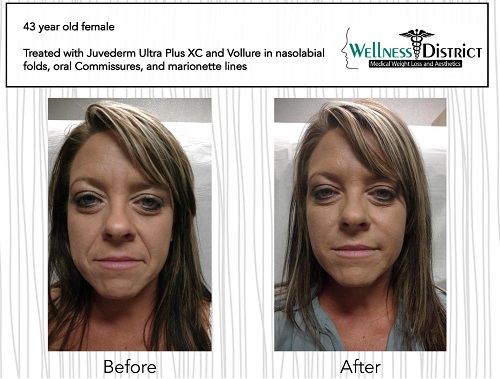 43 year old female
Treated with Juvederm Ultra Plus XC and Vollure in nasolabial
folds, oral Commissures, and marionette lines
WELLNESS DISTRICT
Medical Weight Loss and Aesthetics
Before
After